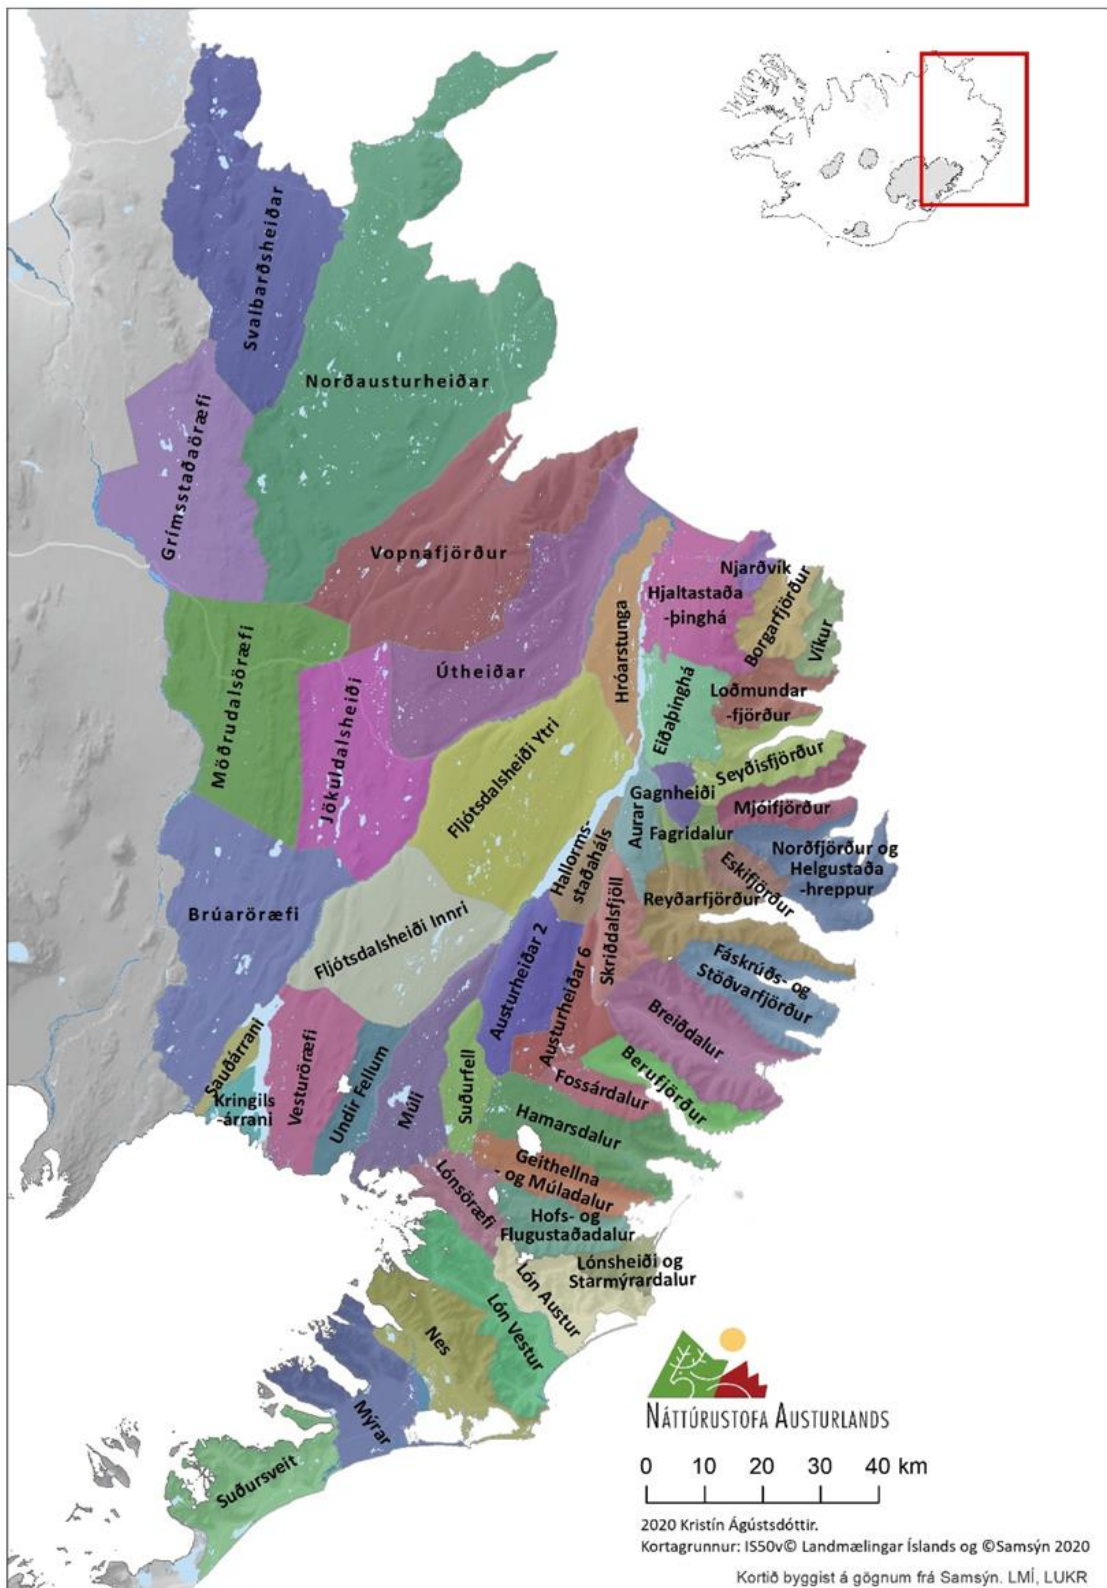 Svalbarðsheiðar
Norðausturheiðar
Grímsstaðaöræfi
Vopnafjörður
Njarðvík
Hjaltastaða
-þinghá
Borgarfjörður
Víkur
Hróarstunga
Útheiðar
Möðrudalsöræfi
Jökuldalsheiði
Eiðaþinghá
Loðmundar
-fjörður
Fljótsdalsheiði Ytri
Seyðisfjörður
Gagnheiði
Mjóifjörður
Aurar
Fagridalur
Hallorms-
staðaháls
Norðfjörður og
Helgustaða
-hreppur
Eskifjörður
Reyðarfjörður
Brúaröræfi
Fljótsdalsheiði Innri
Skriðdalsfjöll
Austurheiðar 2
Austurheiðar 6
Fáskrúðs- og
Stöðvarfjörður
Breiðdalur
Sauðárrani
Kringils
-árrani
Vesturöræfi
Undir Fellum
Múli
Suðurfell
Berufjörður
Fossárdalur
Hamarsdalur
Geithellna
- og Múladalur
Lónsöræfi
Hofs- og
Flugustaðadalur
Lónsheiði og
Starmýrardalur
Lón Austur
Lón Vestur
Nes
Mýrar
Suðursveit
NÁTTÚRUSTOFA AUSTURLANDS
0 10 20 30 40 km
2020 Kristín Ágústsdóttir.
Kortagrunnur: IS50v© Landmælingar Íslands og ©Samsýn 2020
Kortið byggist á gögnum frá Samsýn. LMÍ, LUKR